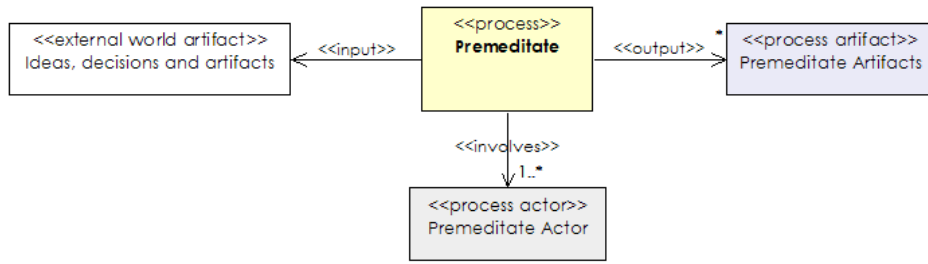 <<external world artifact>>
Ideas, decisions and artifacts
<<input>>
<<process>>
Premeditate
<<output>>
*
<<process artifact>>
Premeditate Artifacts
<<involves>>
1..*
<<process actor>>
Premeditate Actor